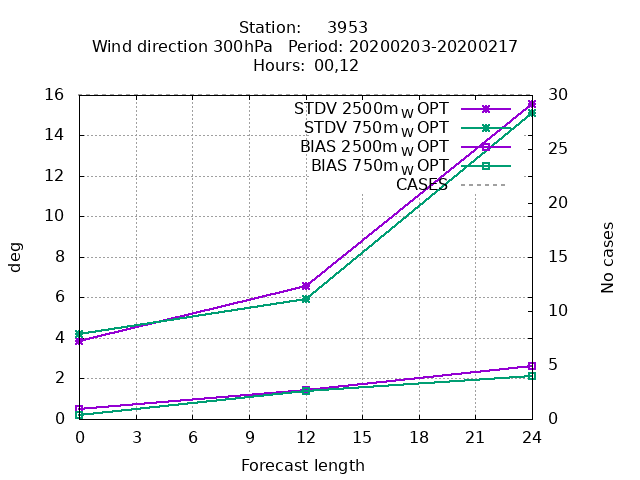 Station: 3953
Wind direction 300hPa Period: 20200203-20200217
Hours: 00,12
16 30
STDV 2500m W OPT
14 STDV 750m W OPT
BIAS 2500m W OPT 25
BIAS 750m W OPT
12 CASES
20
10
deg 8 15 No cases
6
10
4
5
2
0 0
0 3 6 9 12 15 18 21 24
Forecast length